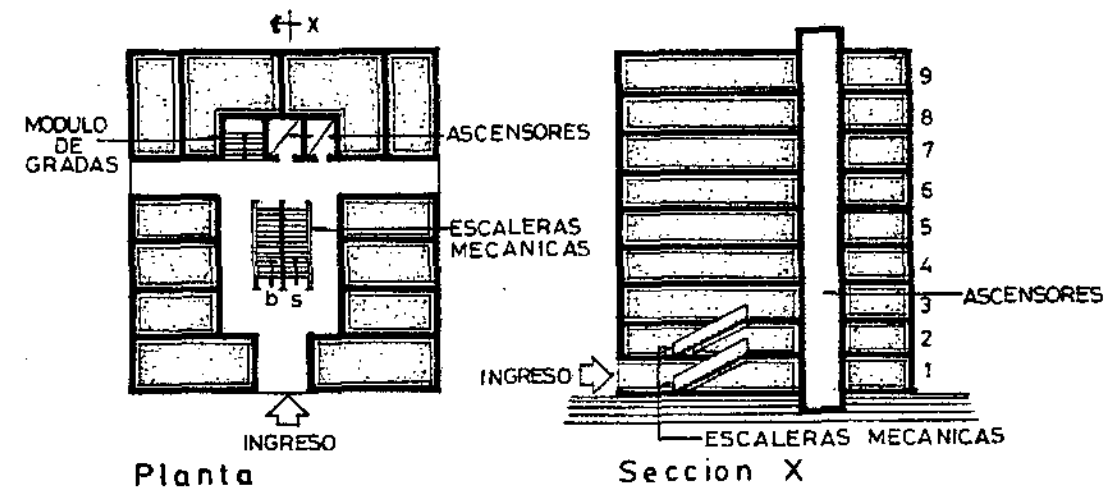 X
MODULO
DE
GRADAS
ASCENSORES
ESCALERAS
MECANICAS
b s
INGRESO
Planta
9
8
7
6
5
4
3
2
1
ASCENSORES
INGRESO
ESCALERAS MECANICAS
Seccion X